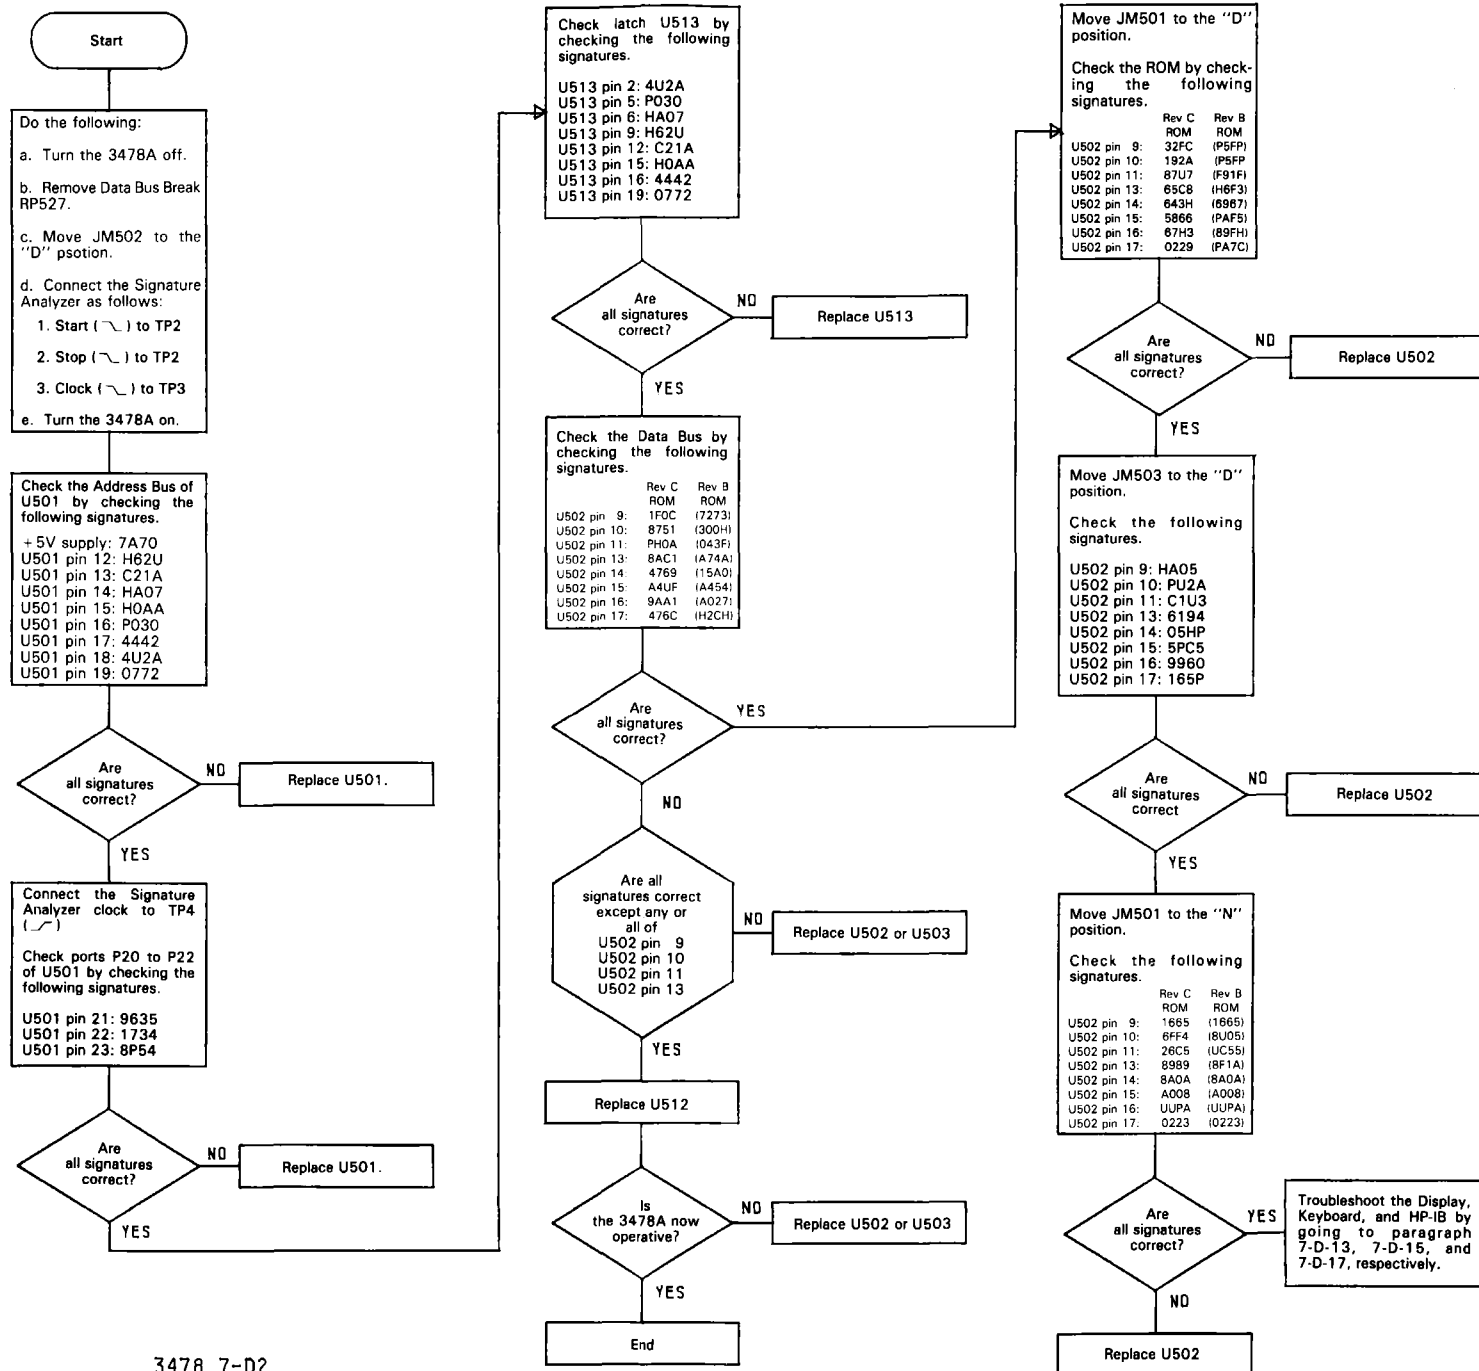 Start
Do the following:
a. Turn the 3478A off.
b. Remove Data Bus Break
RP527.
c. Move JM502 to the
"D" psotion.
d. Connect the Signature
Analyzer as follows:
1. Start ( ) to TP2
2. Stop ( ) to TP2
3. Clock ( ) to TP3
e. Turn the 3478A on.
Check the Address Bus of
U501 by checking the
following signatures.
+5V supply: 7A70
U501 pin 12: H62U
U501 pin 13: C21A
U501 pin 14: HA07
U501 pin 15: H0AA
U501 pin 16: P030
U501 pin 17: 4442
U501 pin 18: 4U2A
U501 pin 19: 0772
Are
all signatures
correct?
NO
Replace U501.
YES
Connect the Signature
Analyzer clock to TP4
( )
Check ports P20 to P22
of U501 by checking the
following signatures.
U501 pin 21: 9635
U501 pin 22: 1734
U501 pin 23: 8P54
Are
all signatures
correct?
NO
Replace U501.
YES
3478 7-D2
Check latch U513 by
checking the following
signatures.
U513 pin 2: 4U2A
U513 pin 5: P030
U513 pin 6: HA07
U513 pin 9: H62U
U513 pin 12: C21A
U513 pin 15: H0AA
U513 pin 16: 4442
U513 pin 19: 0772
Are
all signatures
correct?
NO
Replace U513
YES
Check the Data Bus by
checking the following
signatures.
Rev C Rev B
ROM ROM
U502 pin 9: 1F0C (7273)
U502 pin 10: 8751 (300H)
U502 pin 11: PH0A (043F)
U502 pin 13: 8AC1 (A74A)
U502 pin 14: 4769 (15A0)
U502 pin 15: A4UF (A454)
U502 pin 16: 9AA1 (A027)
U502 pin 17: 476C (H2CH)
Are
all signatures
correct?
YES
NO
Are all
signatures correct
except any or
all of
U502 pin 9
U502 pin 10
U502 pin 11
U502 pin 13
NO
Replace U502 or U503
YES
Replace U512
Is
the 3478A now
operative?
NO
Replace U502 or U503
YES
End
Move JM501 to the "D"
position.
Check the ROM by check-
ing the following
signatures.
Rev C Rev B
ROM ROM
U502 pin 9: 32FC (P5FP)
U502 pin 10: 192A (P5FP
U502 pin 11: 87U7 (F91F)
U502 pin 13: 65C8 (H6F3)
U502 pin 14: 643H (6967)
U502 pin 15: 5866 (PAF5)
U502 pin 16: 67H3 (89FH)
U502 pin 17: 0229 (PA7C)
Are
all signatures
correct?
NO
Replace U502
YES
Move JM503 to the "D"
position.
Check the following
signatures.
U502 pin 9: HA05
U502 pin 10: PU2A
U502 pin 11: C1U3
U502 pin 13: 6194
U502 pin 14: 05HP
U502 pin 15: 5PC5
U502 pin 16: 9960
U502 pin 17: 165P
Are
all signatures
correct
NO
Replace U502
YES
Move JM501 to the "N"
position.
Check the following
signatures.
Rev C Rev B
ROM ROM
U502 pin 9: 1665 (1665)
U502 pin 10: 6FF4 (8U05)
U502 pin 11: 26C5 (UC55)
U502 pin 13: 8989 (8F1A)
U502 pin 14: 8A0A (8A0A)
U502 pin 15: A008 (A008)
U502 pin 16: UUPA (UUPA)
U502 pin 17: 0223 (0223)
Are
all signatures
correct?
YES
Troubleshoot the Display,
Keyboard, and HP-IB by
going to paragraph
7-D-13, 7-D-15, and
7-D-17, respectively.
NO
Replace U502